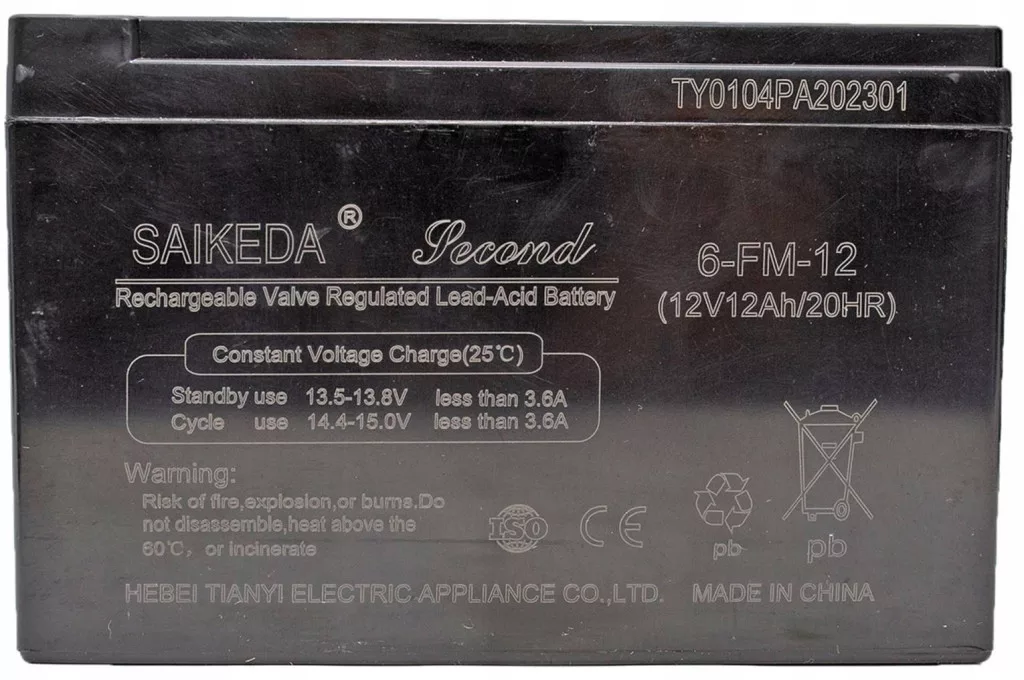 TY0104PA202301
SAIKEDA ® Second
6-FM-12
Rechargeable Valve Regulated Lead-Acid Battery
(12V12Ah/20HR)
Constant Voltage Charge(25℃)
Standby use 13.5-13.8V less than 3.6A
Cycle use 14.4-15.0V less than 3.6A
Warning:
Risk of fire,explosion,or burns.Do
not disassemble,heat above the
60℃, or incinerate
ISO CE
pb pb
HEBEI TIANYI ELECTRIC APPLIANCE CO.,LTD. MADE IN CHINA